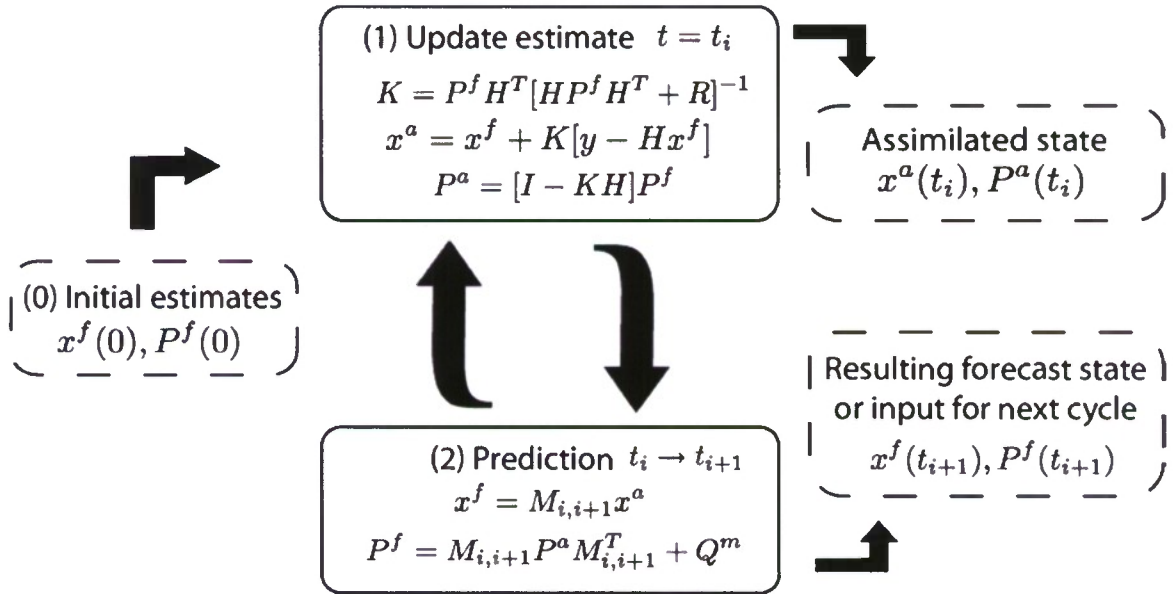 (1) Update estimate t = t_i
K = P^f H^T [H P^f H^T + R]^{-1}
x^a = x^f + K[y − H x^f]
P^a = [I − KH]P^f
Assimilated state
x^a(t_i), P^a(t_i)
(0) Initial estimates
x^f(0), P^f(0)
Resulting forecast state
or input for next cycle
x^f(t_{i+1}), P^f(t_{i+1})
(2) Prediction t_i → t_{i+1}
x^f = M_{i,i+1} x^a
P^f = M_{i,i+1} P^a M_{i,i+1}^T + Q^m